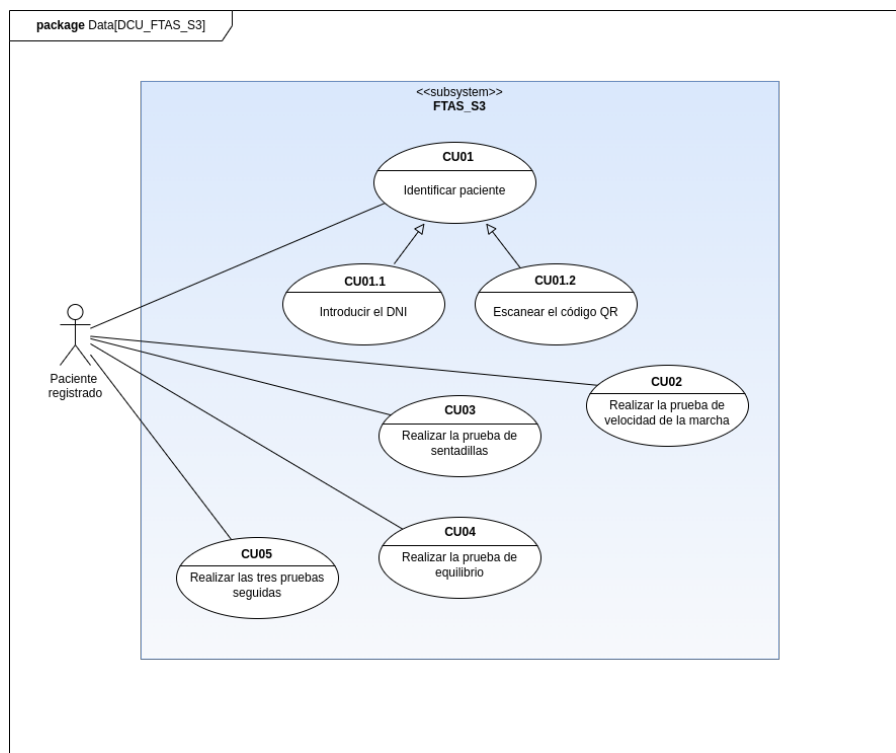 package Data[DCU_FTAS_S3]
<<subsystem>>
FTAS_S3
CU01
Identificar paciente
CU01.1
Introducir el DNI
CU01.2
Escanear el código QR
Paciente
registrado
CU02
Realizar la prueba de
velocidad de la marcha
CU03
Realizar la prueba de
sentadillas
CU04
Realizar la prueba de
equilibrio
CU05
Realizar las tres pruebas
seguidas